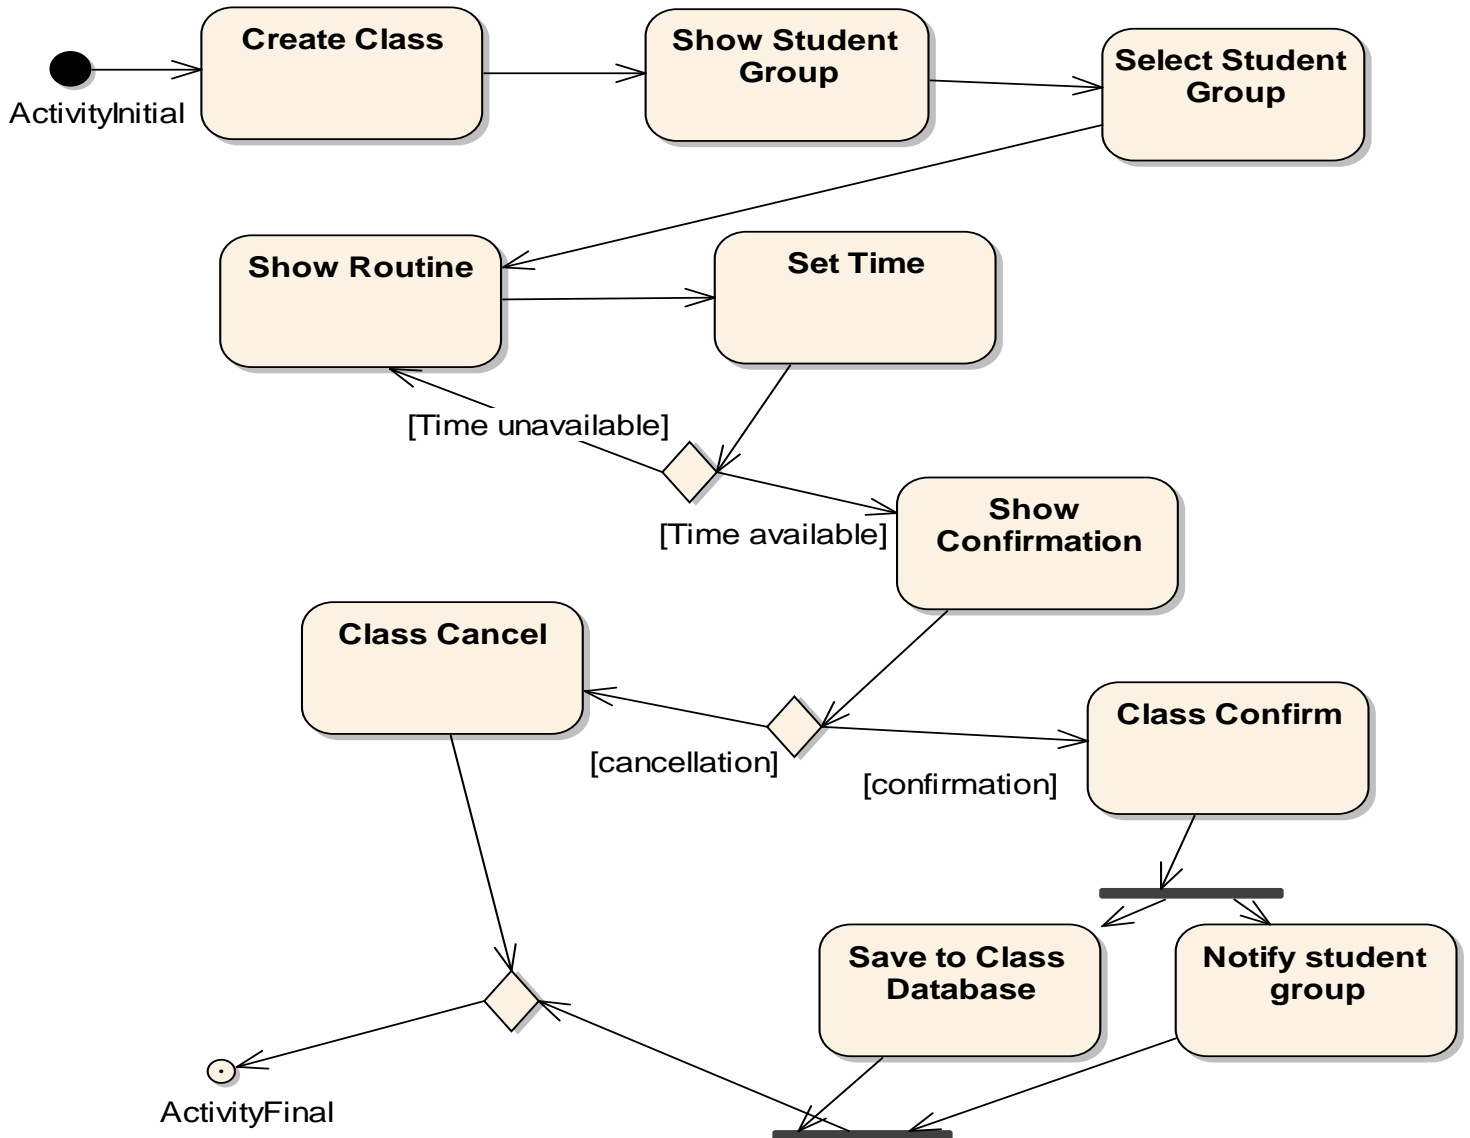 Create Class
Show Student
Group
Select Student
Group
ActivityInitial
Show Routine
Set Time
[Time unavailable]
[Time available]
Show
Confirmation
Class Cancel
Class Confirm
[cancellation]
[confirmation]
Save to Class
Database
Notify student
group
ActivityFinal